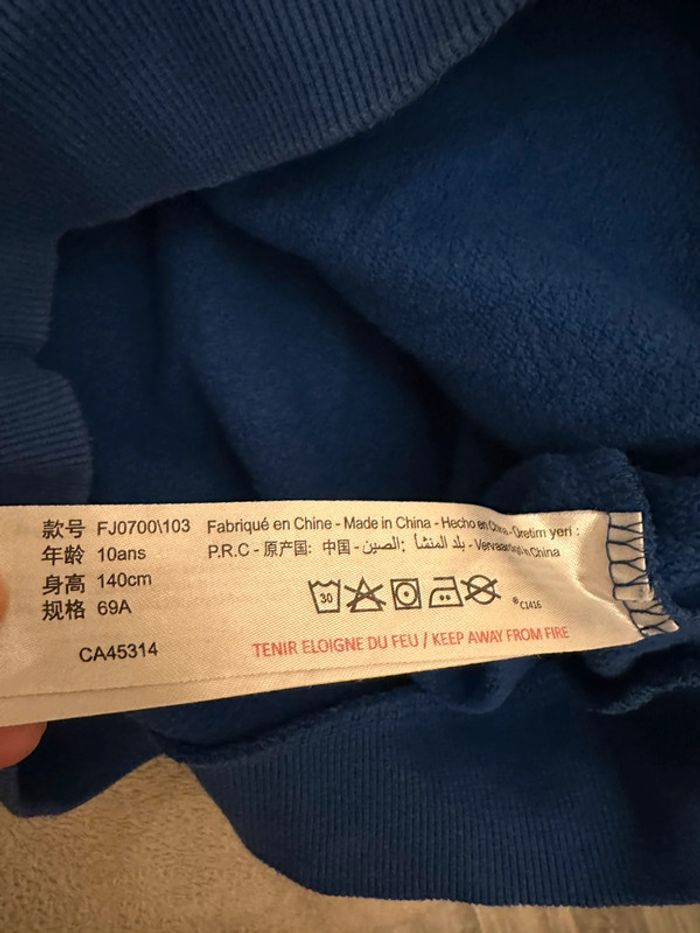 款号 FJ0700\103
年龄 10ans
身高 140cm
规格 69A
CA45314
Fabriqué en Chine - Made in China - Hecho en China - Üretim yeri :
P.R.C - 原产国: 中国 - الصين : بلد المنشأ - Vervaardigd in China
30
®C1416
TENIR ELOIGNE DU FEU / KEEP AWAY FROM FIRE